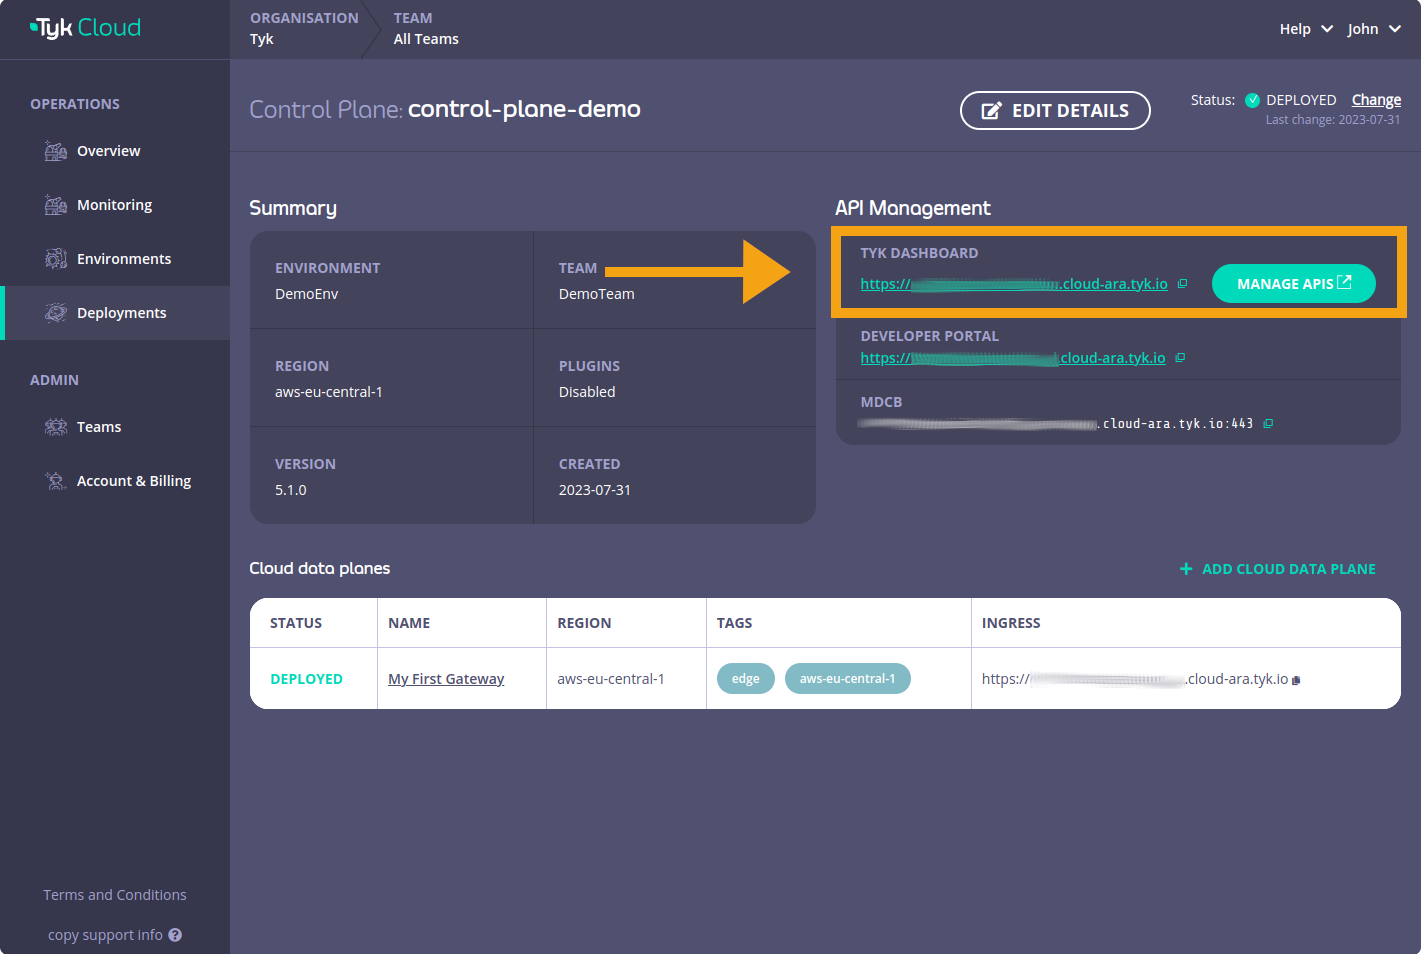 Tyk Cloud
ORGANISATION
Tyk
TEAM
All Teams
Help
John
OPERATIONS
Overview
Monitoring
Environments
Deployments
ADMIN
Teams
Account & Billing
Terms and Conditions
copy support info ?
Control Plane: control-plane-demo
EDIT DETAILS
Status: DEPLOYED Change
Last change: 2023-07-31
Summary
ENVIRONMENT
DemoEnv
TEAM
DemoTeam
REGION
aws-eu-central-1
PLUGINS
Disabled
VERSION
5.1.0
CREATED
2023-07-31
API Management
TYK DASHBOARD
https:// .cloud-ara.tyk.io
MANAGE APIS
DEVELOPER PORTAL
https:// .cloud-ara.tyk.io
MDCB
.cloud-ara.tyk.io:443
Cloud data planes
+ ADD CLOUD DATA PLANE
STATUS NAME REGION TAGS INGRESS
DEPLOYED My First Gateway aws-eu-central-1 edge aws-eu-central-1 https:// .cloud-ara.tyk.io